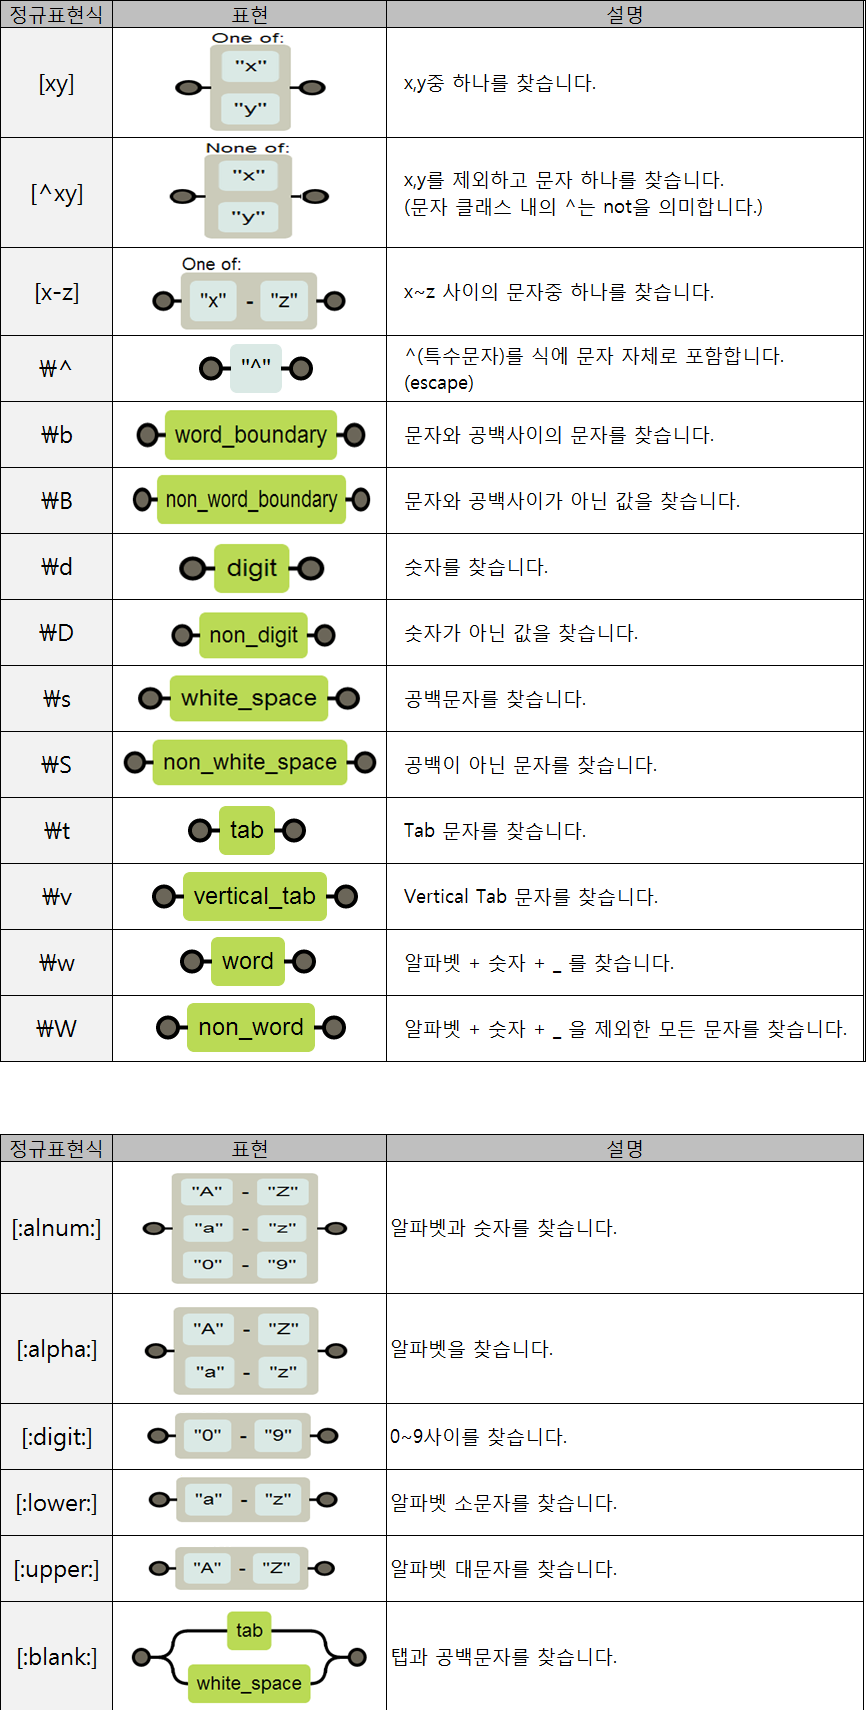 정규표현식 표현 설명
[xy] One of: "x" "y" x,y중 하나를 찾습니다.
[^xy] None of: "x" "y" x,y를 제외하고 문자 하나를 찾습니다.
(문자 클래스 내의 ^는 not을 의미합니다.)
[x-z] One of: "x" - "z" x~z 사이의 문자중 하나를 찾습니다.
₩^ "^" ^(특수문자)를 식에 문자 자체로 포함합니다.
(escape)
₩b word_boundary 문자와 공백사이의 문자를 찾습니다.
₩B non_word_boundary 문자와 공백사이가 아닌 값을 찾습니다.
₩d digit 숫자를 찾습니다.
₩D non_digit 숫자가 아닌 값을 찾습니다.
₩s white_space 공백문자를 찾습니다.
₩S non_white_space 공백이 아닌 문자를 찾습니다.
₩t tab Tab 문자를 찾습니다.
₩v vertical_tab Vertical Tab 문자를 찾습니다.
₩w word 알파벳 + 숫자 + _ 를 찾습니다.
₩W non_word 알파벳 + 숫자 + _ 을 제외한 모든 문자를 찾습니다.
정규표현식 표현 설명
[:alnum:] "A" - "Z" "a" - "z" "0" - "9" 알파벳과 숫자를 찾습니다.
[:alpha:] "A" - "Z" "a" - "z" 알파벳을 찾습니다.
[:digit:] "0" - "9" 0~9사이를 찾습니다.
[:lower:] "a" - "z" 알파벳 소문자를 찾습니다.
[:upper:] "A" - "Z" 알파벳 대문자를 찾습니다.
[:blank:] tab white_space 탭과 공백문자를 찾습니다.